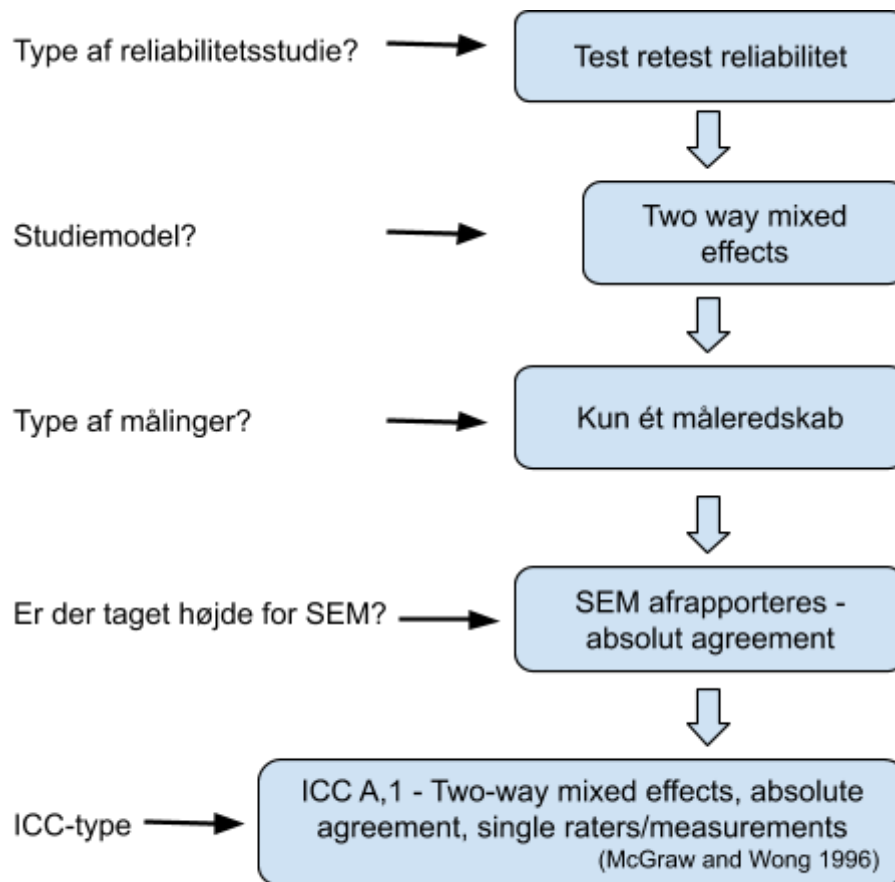 Type af reliabilitetsstudie?
Test retest reliabilitet
Studiemodel?
Two way mixed
effects
Type af målinger?
Kun ét måleredskab
Er der taget højde for SEM?
SEM afrapporteres -
absolut agreement
ICC-type
ICC A,1 - Two-way mixed effects, absolute
agreement, single raters/measurements
(McGraw and Wong 1996)